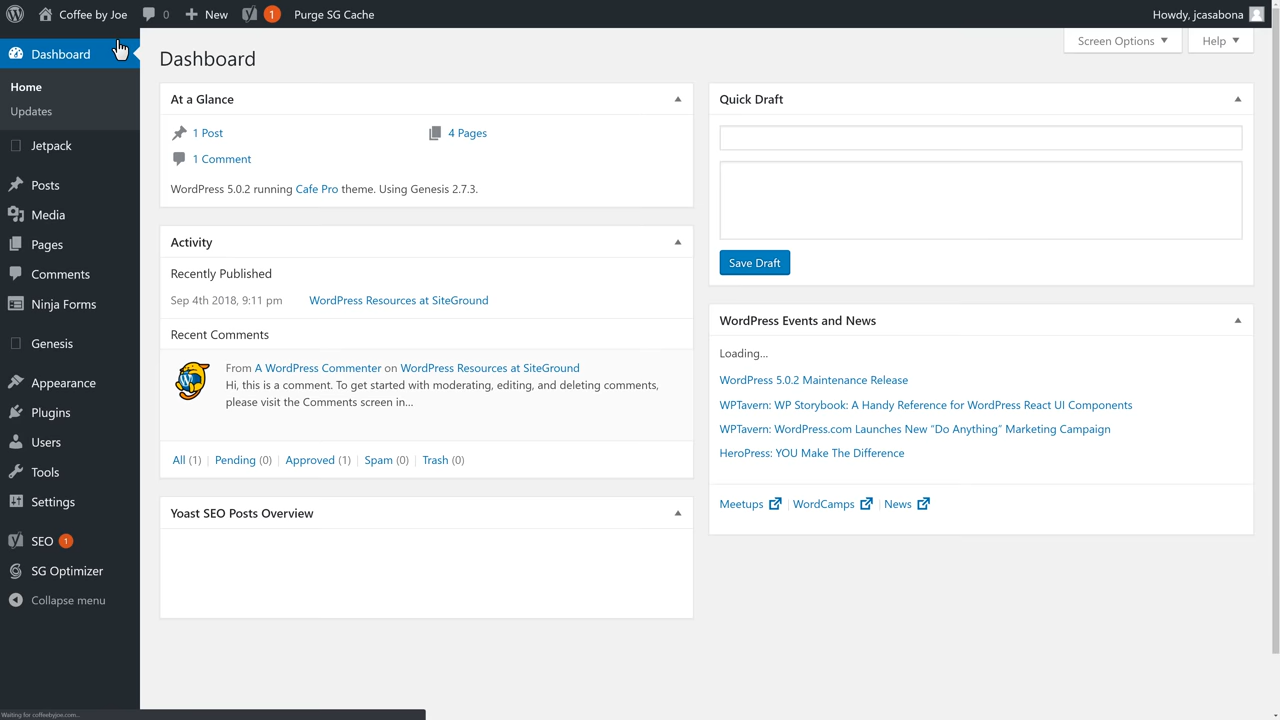 Coffee by Joe 0 New 1 Purge SG Cache Howdy, jcasabona
Screen Options Help
Dashboard
Home
Updates
Jetpack
Posts
Media
Pages
Comments
Ninja Forms
Genesis
Appearance
Plugins
Users
Tools
Settings
SEO 1
SG Optimizer
Collapse menu
Dashboard
At a Glance
1 Post 4 Pages
1 Comment
WordPress 5.0.2 running Cafe Pro theme. Using Genesis 2.7.3.
Activity
Recently Published
Sep 4th 2018, 9:11 pm WordPress Resources at SiteGround
Recent Comments
From A WordPress Commenter on WordPress Resources at SiteGround
Hi, this is a comment. To get started with moderating, editing, and deleting comments,
please visit the Comments screen in...
All (1) | Pending (0) | Approved (1) | Spam (0) | Trash (0)
Yoast SEO Posts Overview
Quick Draft
Save Draft
WordPress Events and News
Loading...
WordPress 5.0.2 Maintenance Release
WPTavern: WP Storybook: A Handy Reference for WordPress React UI Components
WPTavern: WordPress.com Launches New “Do Anything” Marketing Campaign
HeroPress: YOU Make The Difference
Meetups | WordCamps | News
Waiting for coffeebyjoe.com...